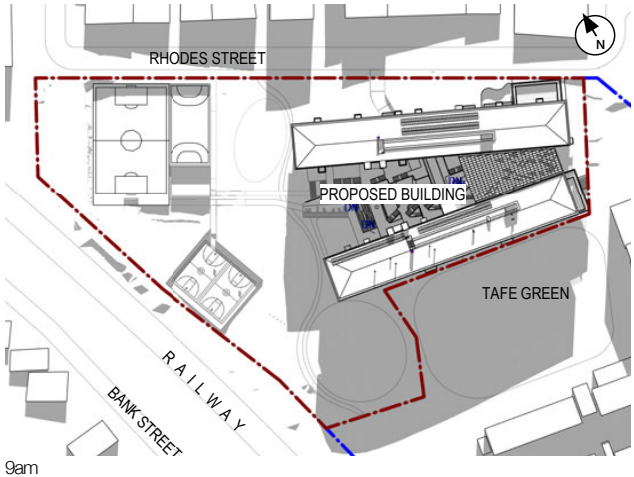 N
RHODES STREET
PROPOSED BUILDING
TAFE GREEN
RAILWAY
BANK STREET
9am